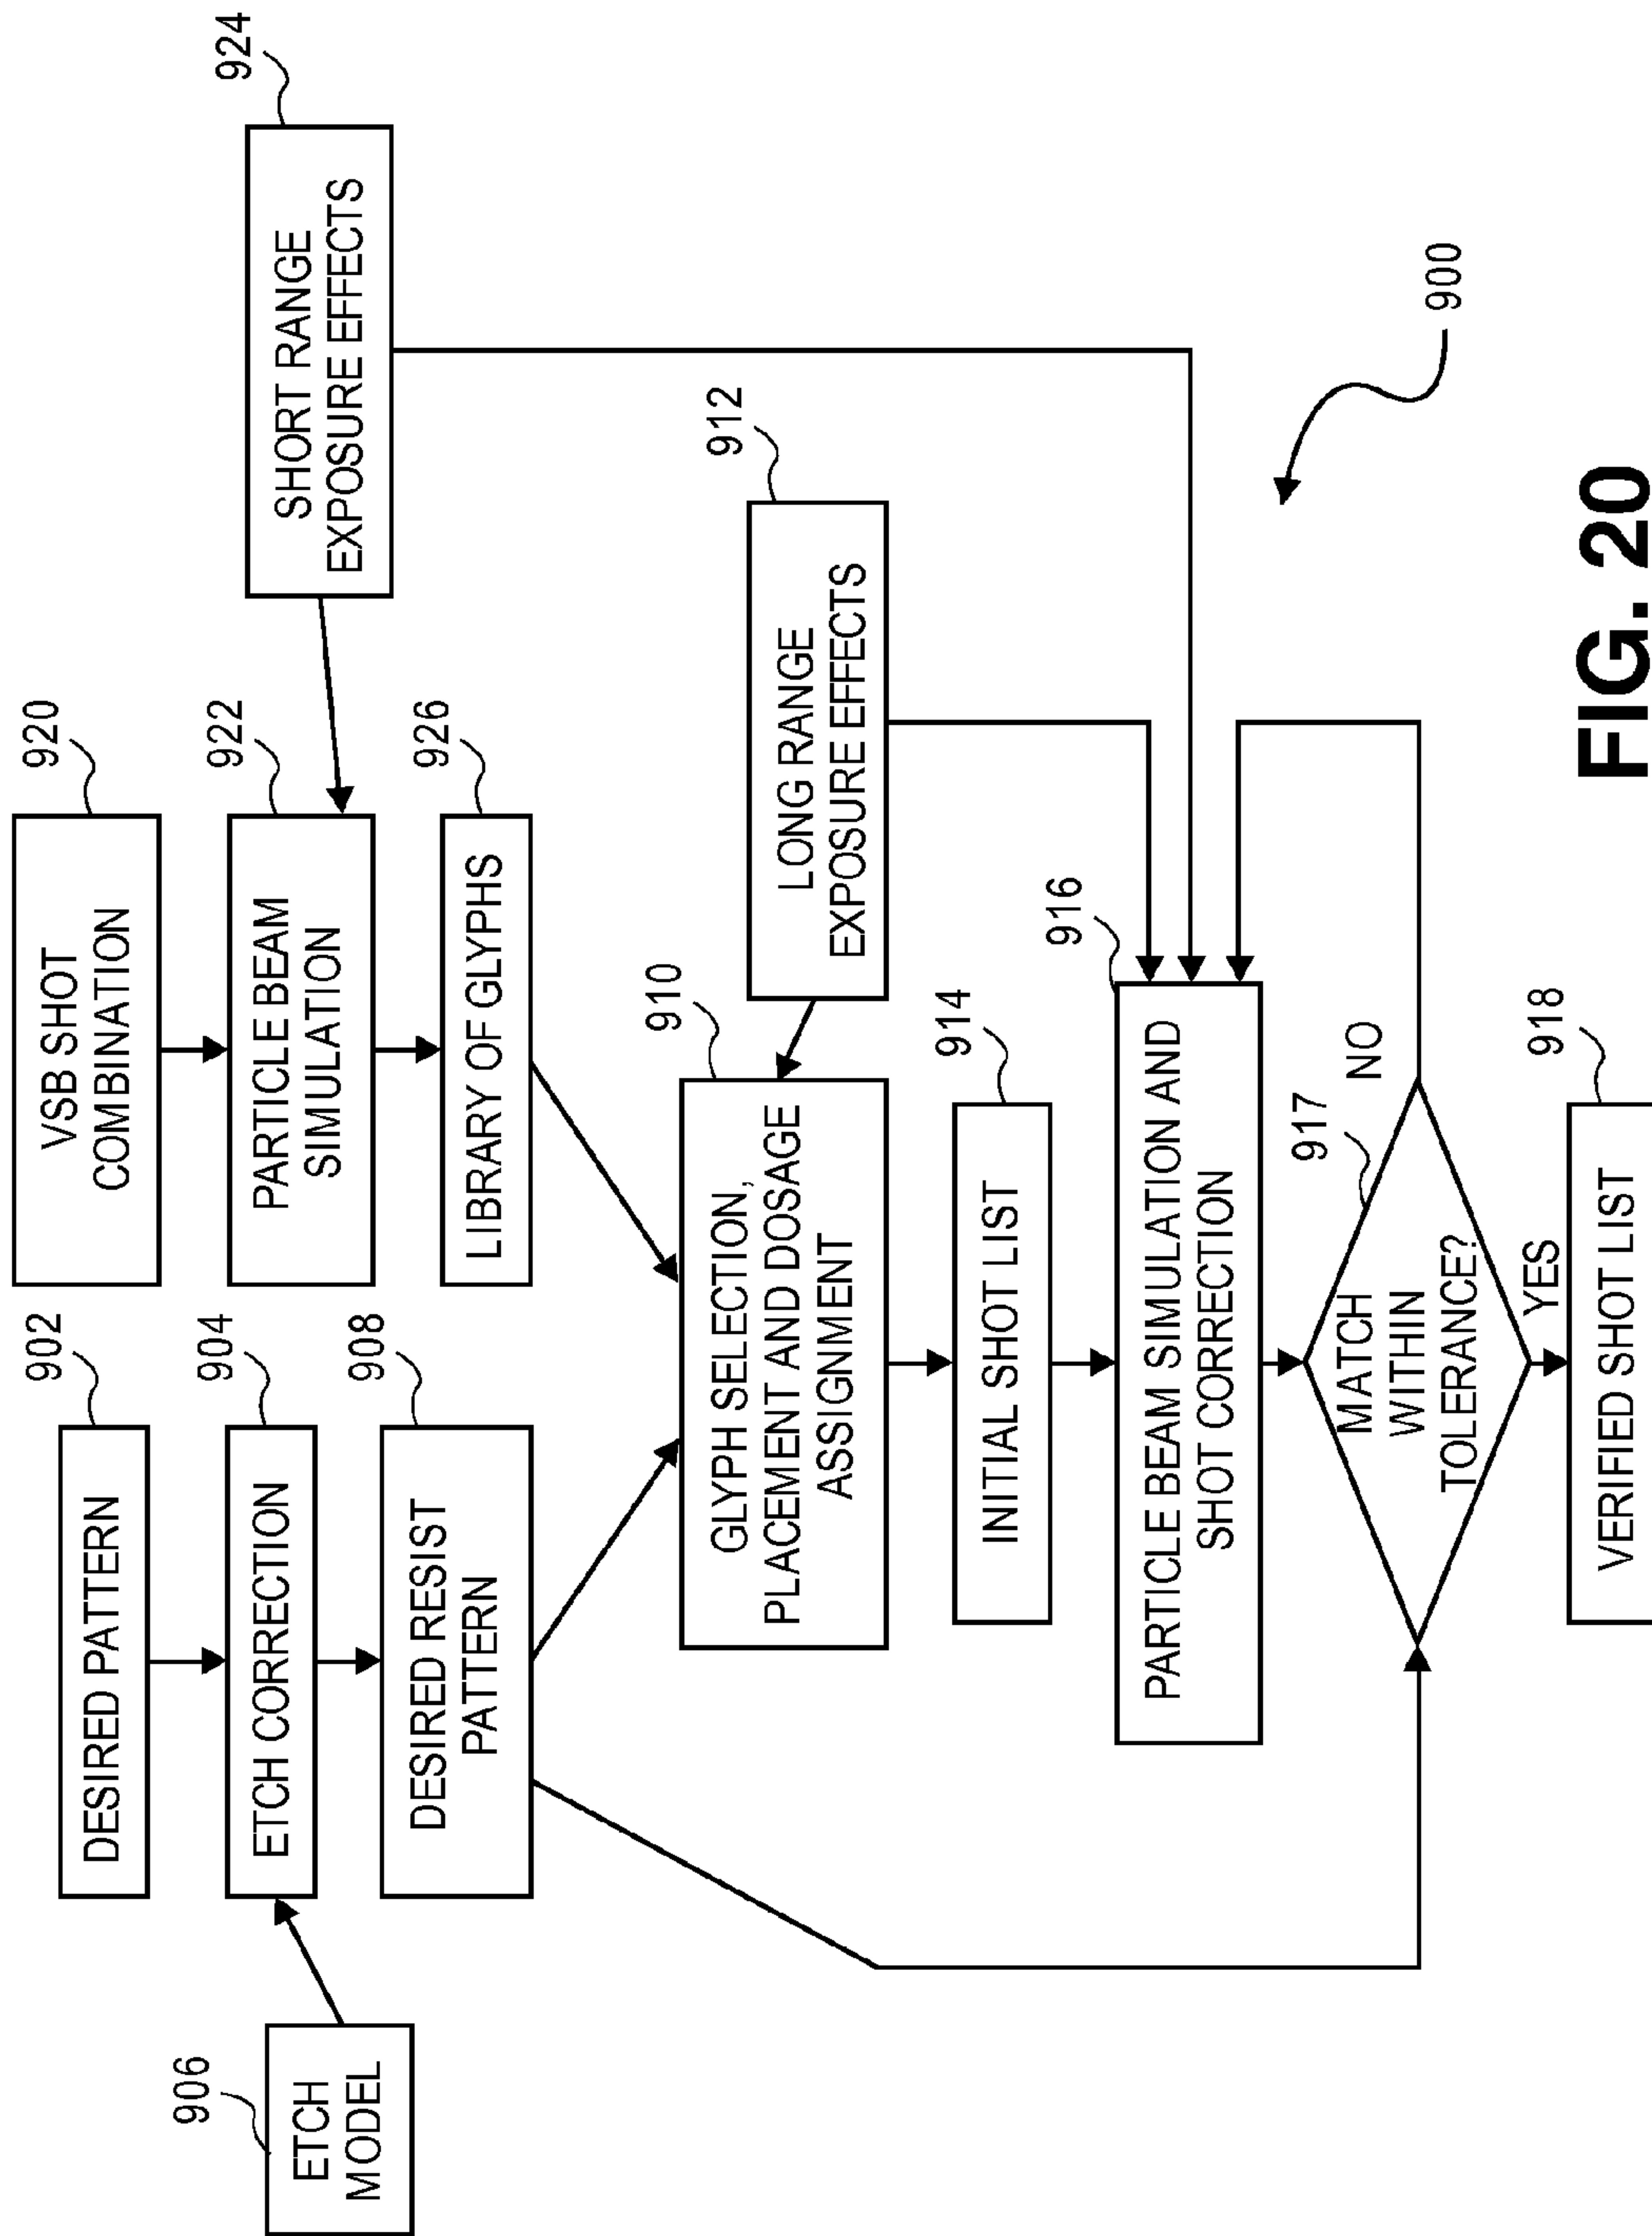 906
ETCH
MODEL
902
DESIRED PATTERN
904
ETCH CORRECTION
908
DESIRED RESIST
PATTERN
920
VSB SHOT
COMBINATION
922
PARTICLE BEAM
SIMULATION
926
LIBRARY OF GLYPHS
924
SHORT RANGE
EXPOSURE EFFECTS
910
GLYPH SELECTION,
PLACEMENT AND DOSAGE
ASSIGNMENT
912
LONG RANGE
EXPOSURE EFFECTS
914
INITIAL SHOT LIST
916
PARTICLE BEAM SIMULATION AND
SHOT CORRECTION
917
MATCH
WITHIN
TOLERANCE?
NO
YES
918
VERIFIED SHOT LIST
900
FIG. 20